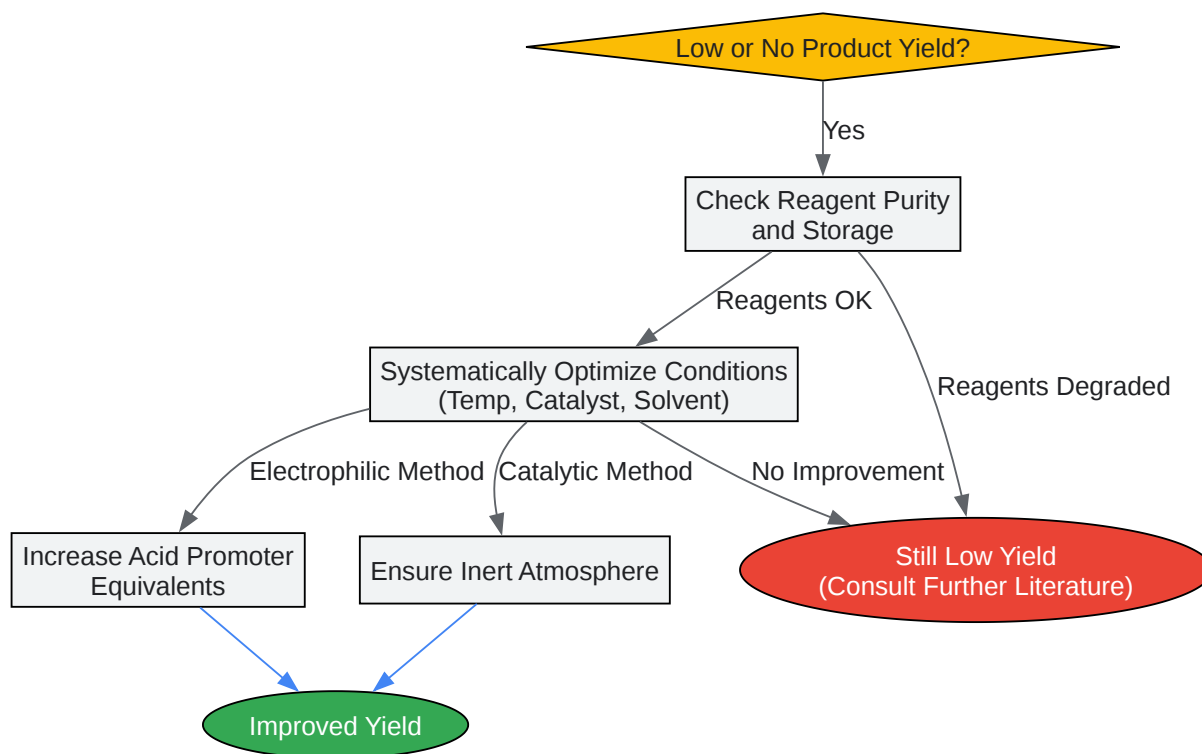 Low or No Product Yield?
Yes
Check Reagent Purity
and Storage
Reagents OK
Systematically Optimize Conditions
(Temp, Catalyst, Solvent)
Reagents Degraded
Electrophilic Method
Catalytic Method
No Improvement
Increase Acid Promoter
Equivalents
Ensure Inert Atmosphere
Still Low Yield
(Consult Further Literature)
Improved Yield